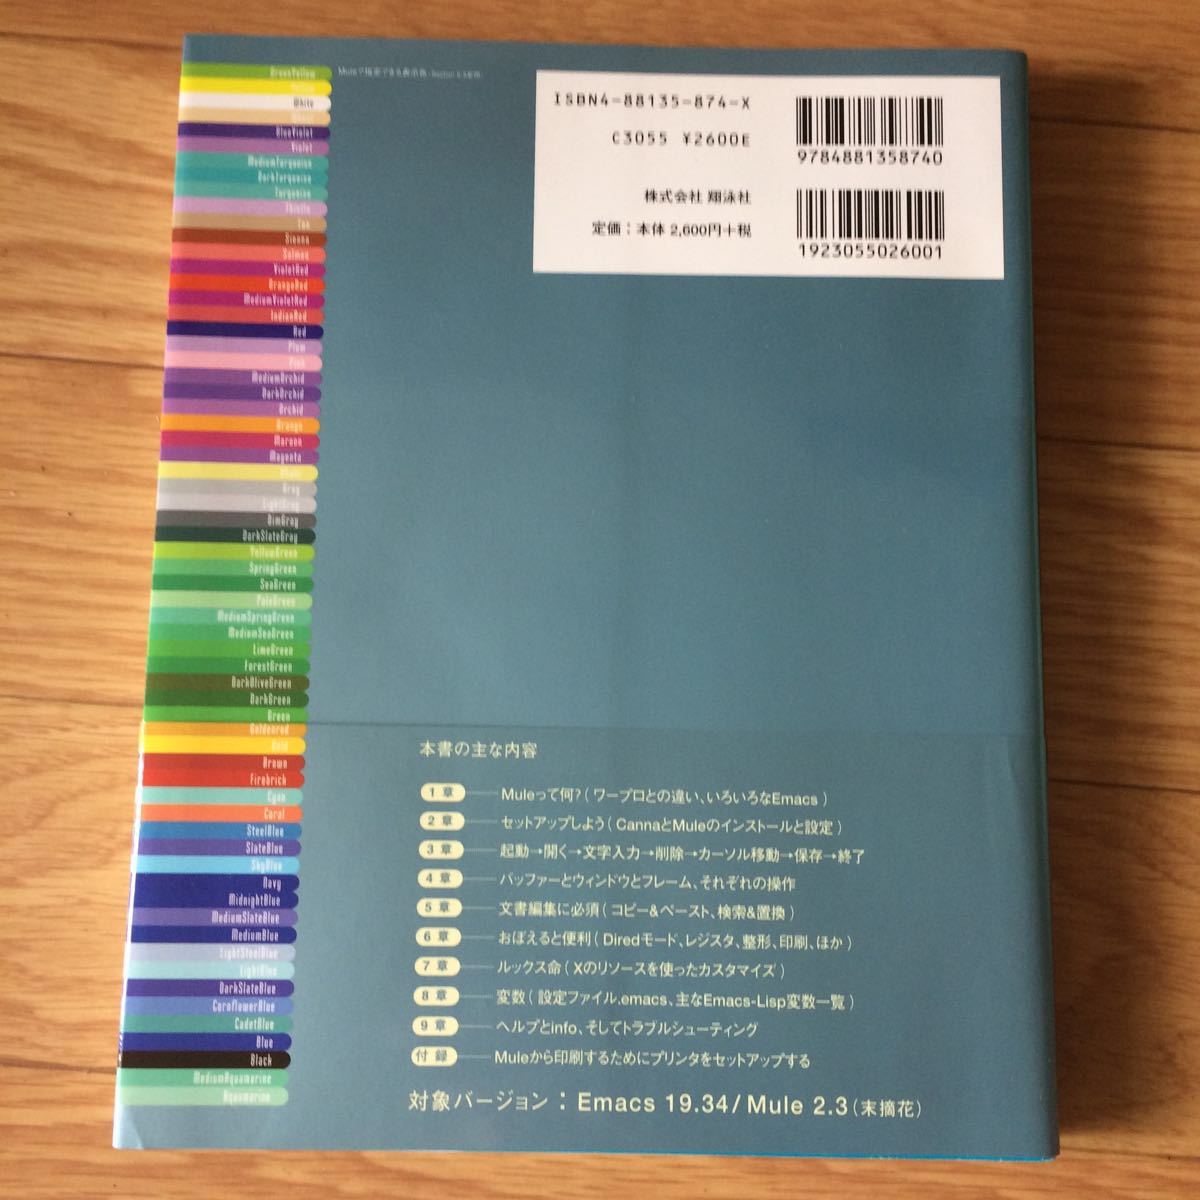 GreenYellow
Yellow
White
Wheat
BlueViolet
Violet
MediumTurquoise
DarkTurquoise
Turquoise
Thistle
Tan
Sienna
Salmon
VioletRed
OrangeRed
MediumVioletRed
IndianRed
Red
Plum
Pink
MediumOrchid
DarkOrchid
Orchid
Orange
Maroon
Magenta
Khaki
Gray
LightGray
DimGray
DarkSlateGray
YellowGreen
SpringGreen
SeaGreen
PaleGreen
MediumSpringGreen
MediumSeaGreen
LimeGreen
ForestGreen
DarkOliveGreen
DarkGreen
Green
Goldenrod
Gold
Brown
Firebrick
Cyan
Coral
SteelBlue
SlateBlue
SkyBlue
Navy
MidnightBlue
MediumSlateBlue
MediumBlue
LightSteelBlue
LightBlue
DarkSlateBlue
CornflowerBlue
CadetBlue
Blue
Black
MediumAquamarine
Aquamarine
Muleで指定できる表示色
ISBN4-88135-874-X
C3055 ¥2600E
株式会社 翔泳社
定価：本体 2,600円+税
9784881358740
1923055026001
本書の主な内容
1 章 Muleって何?(ワープロとの違い、いろいろなEmacs)
2 章 セットアップしよう(CannaとMuleのインストールと設定)
3 章 起動→開く→文字入力→削除→カーソル移動→保存→終了
4 章 バッファーとウィンドウとフレーム、それぞれの操作
5 章 文書編集に必須(コピー&ペースト、検索&置換)
6 章 おぼえると便利(Diredモード、レジスタ、整形、印刷、ほか)
7 章 ルックス命(Xのリソースを使ったカスタマイズ)
8 章 変数(設定ファイル.emacs、主なEmacs-Lisp変数一覧)
9 章 ヘルプとinfo、そしてトラブルシューティング
付 録 Muleから印刷するためにプリンタをセットアップする
対象バージョン：Emacs 19.34/Mule 2.3(末摘花)